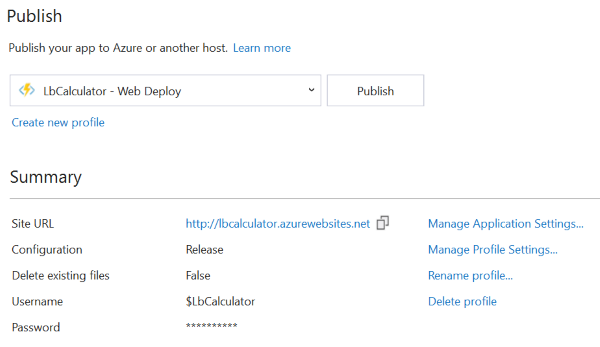 Publish
Publish your app to Azure or another host. Learn more
LbCalculator - Web Deploy Publish
Create new profile
Summary
Site URL http://lbcalculator.azurewebsites.net Manage Application Settings...
Configuration Release Manage Profile Settings...
Delete existing files False Rename profile...
Username $LbCalculator Delete profile
Password **********